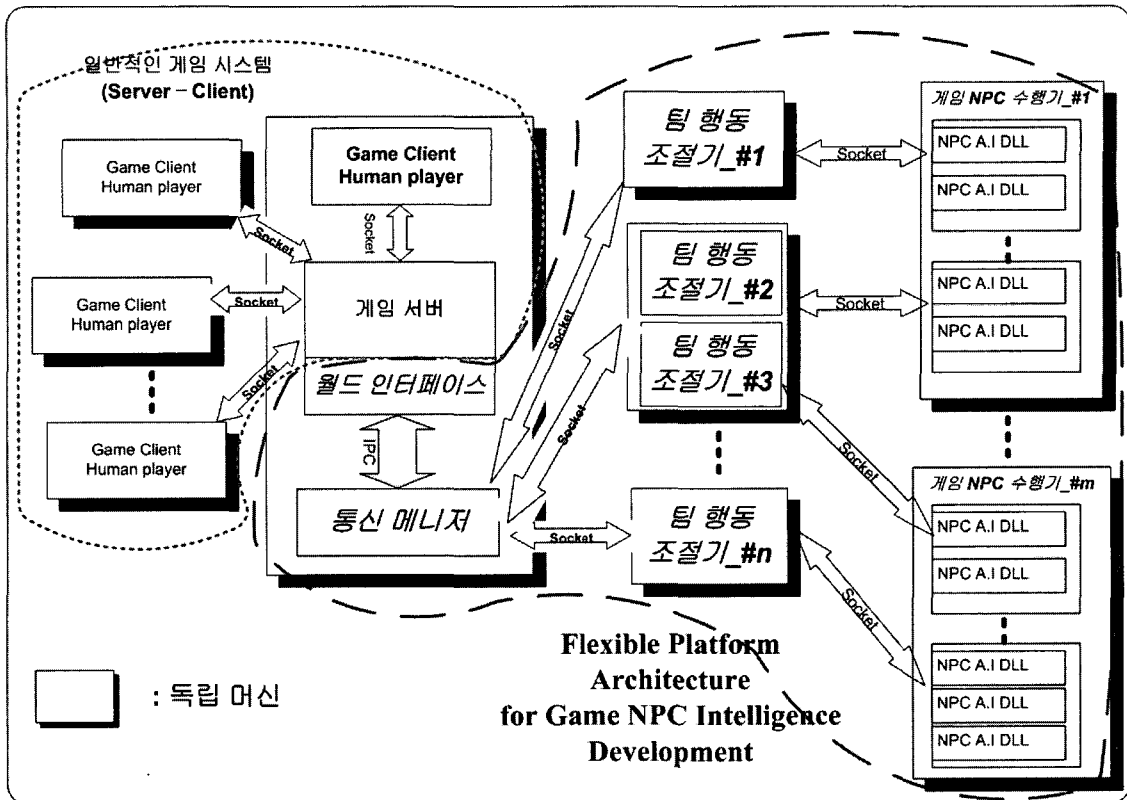 일반적인 게임 시스템
(Server – Client)
Game Client
Human player
Socket
Game Client
Human player
Socket
Game Client
Human player
Socket
Game Client
Human player
Socket
게임 서버
월드 인터페이스
IPC
통신 메니저
Socket
Socket
Socket
팀 행동
조절기_#1
팀 행동
조절기_#2
팀 행동
조절기_#3
팀 행동
조절기_#n
Socket
Socket
Socket
Socket
게임 NPC 수행기_#1
NPC A.I DLL
NPC A.I DLL
NPC A.I DLL
NPC A.I DLL
게임 NPC 수행기_#m
NPC A.I DLL
NPC A.I DLL
NPC A.I DLL
NPC A.I DLL
NPC A.I DLL
Flexible Platform
Architecture
for Game NPC Intelligence
Development
: 독립 머신